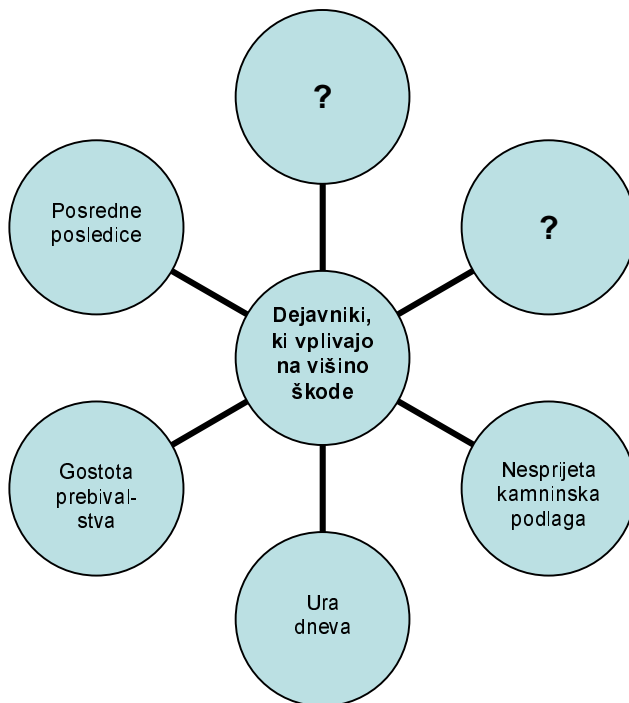 ?
Posredne
posledice
?
Dejavniki,
ki vplivajo
na višino
škode
Gostota
prebival-
stva
Nesprijeta
kamninska
podlaga
Ura
dneva